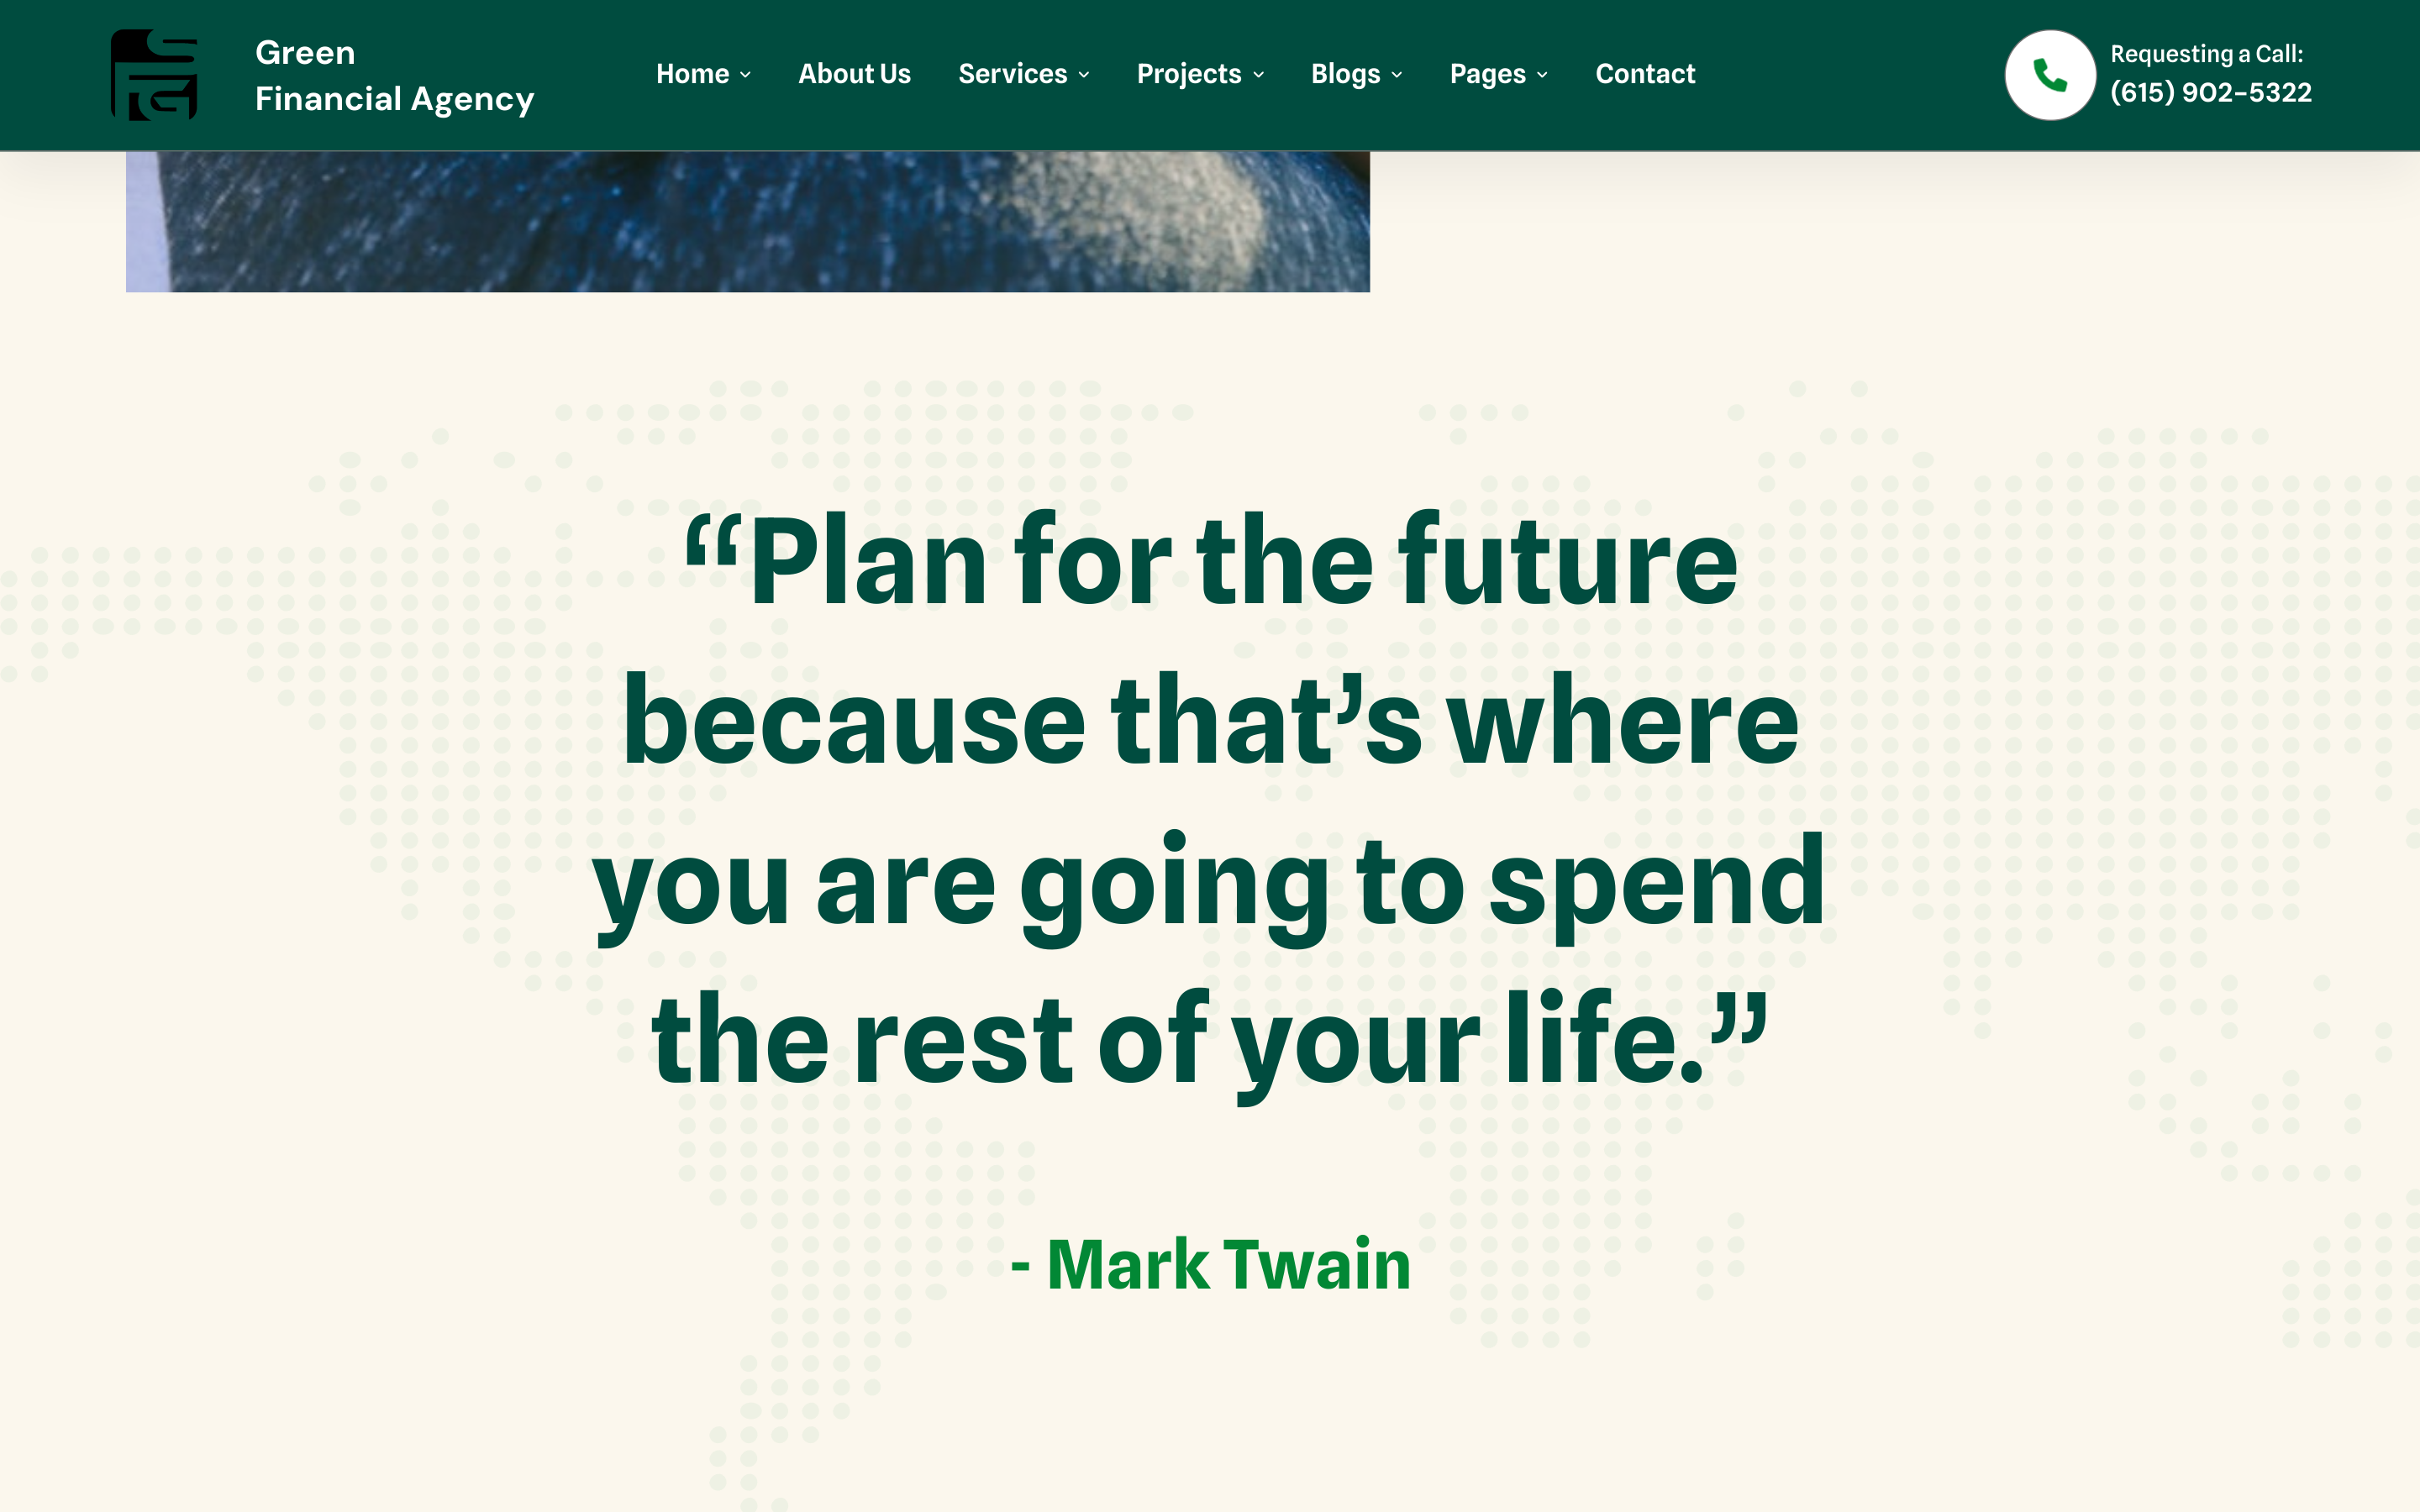 Green
Financial Agency
Home
About Us
Services
Projects
Blogs
Pages
Contact
Requesting a Call:
(615) 902-5322
“Plan for the future
because that’s where
you are going to spend
the rest of your life.”
- Mark Twain